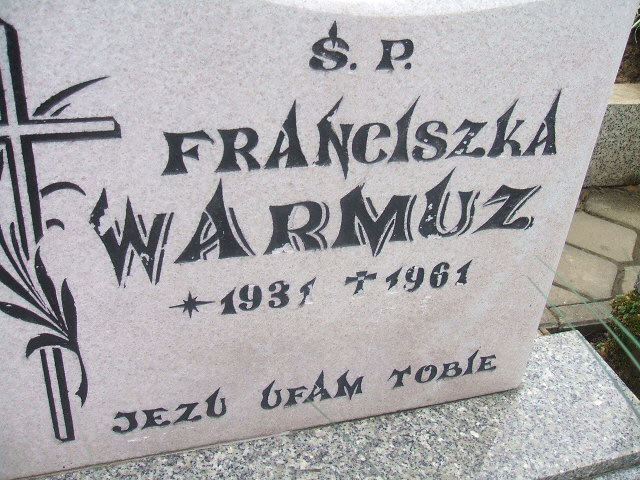 Ś. P.
FRANCISZKA
WARMUZ
* 1931 ✝ 1961
JEZU UFAM TOBIE